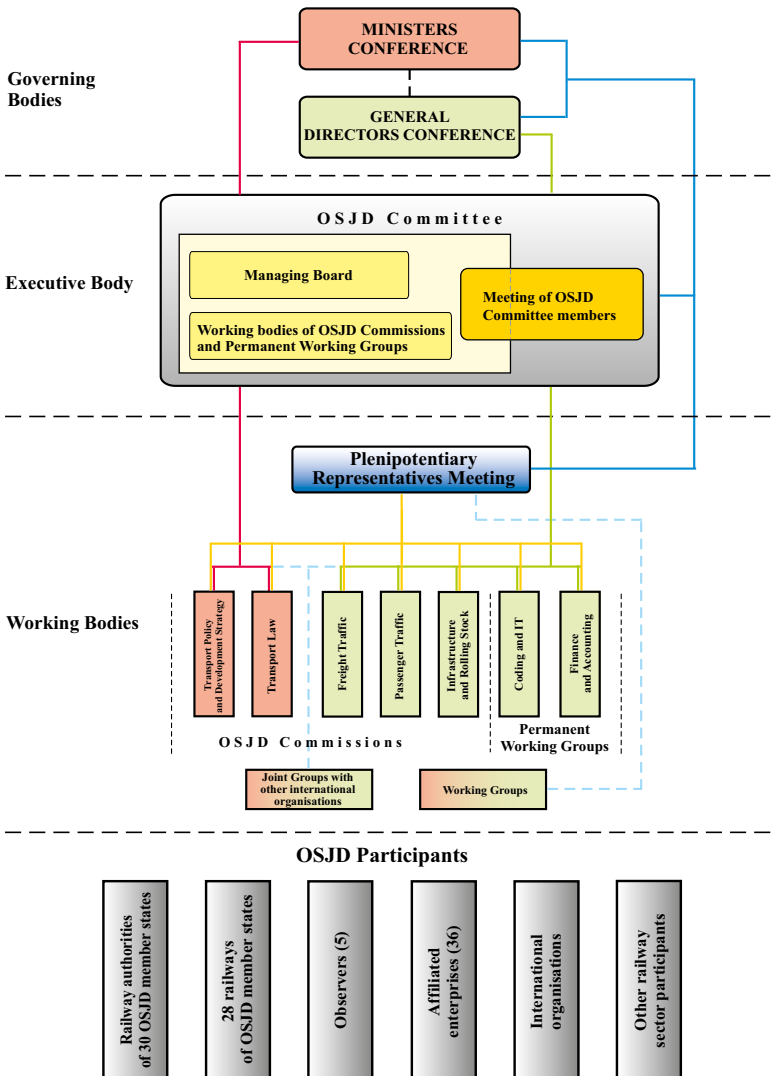 MINISTERS
CONFERENCE
Governing
Bodies
GENERAL
DIRECTORS CONFERENCE
OSJD Committee
Executive Body
Managing Board
Meeting of OSJD
Committee members
Working bodies of OSJD Commissions
and Permanent Working Groups
Plenipotentiary
Representatives Meeting
Working Bodies
Transport Policy
and Development Strategy
Transport Law
Freight Traffic
Passenger Traffic
Infrastructure
and Rolling Stock
Coding and IT
Finance
and Accounting
OSJD Commissions
Permanent
Working Groups
Joint Groups with
other international
organisations
Working Groups
OSJD Participants
Railway authorities
of 30 OSJD member states
28 railways
of OSJD member states
Observers (5)
Affiliated
enterprises (36)
International
organisations
Other railway
sector participants